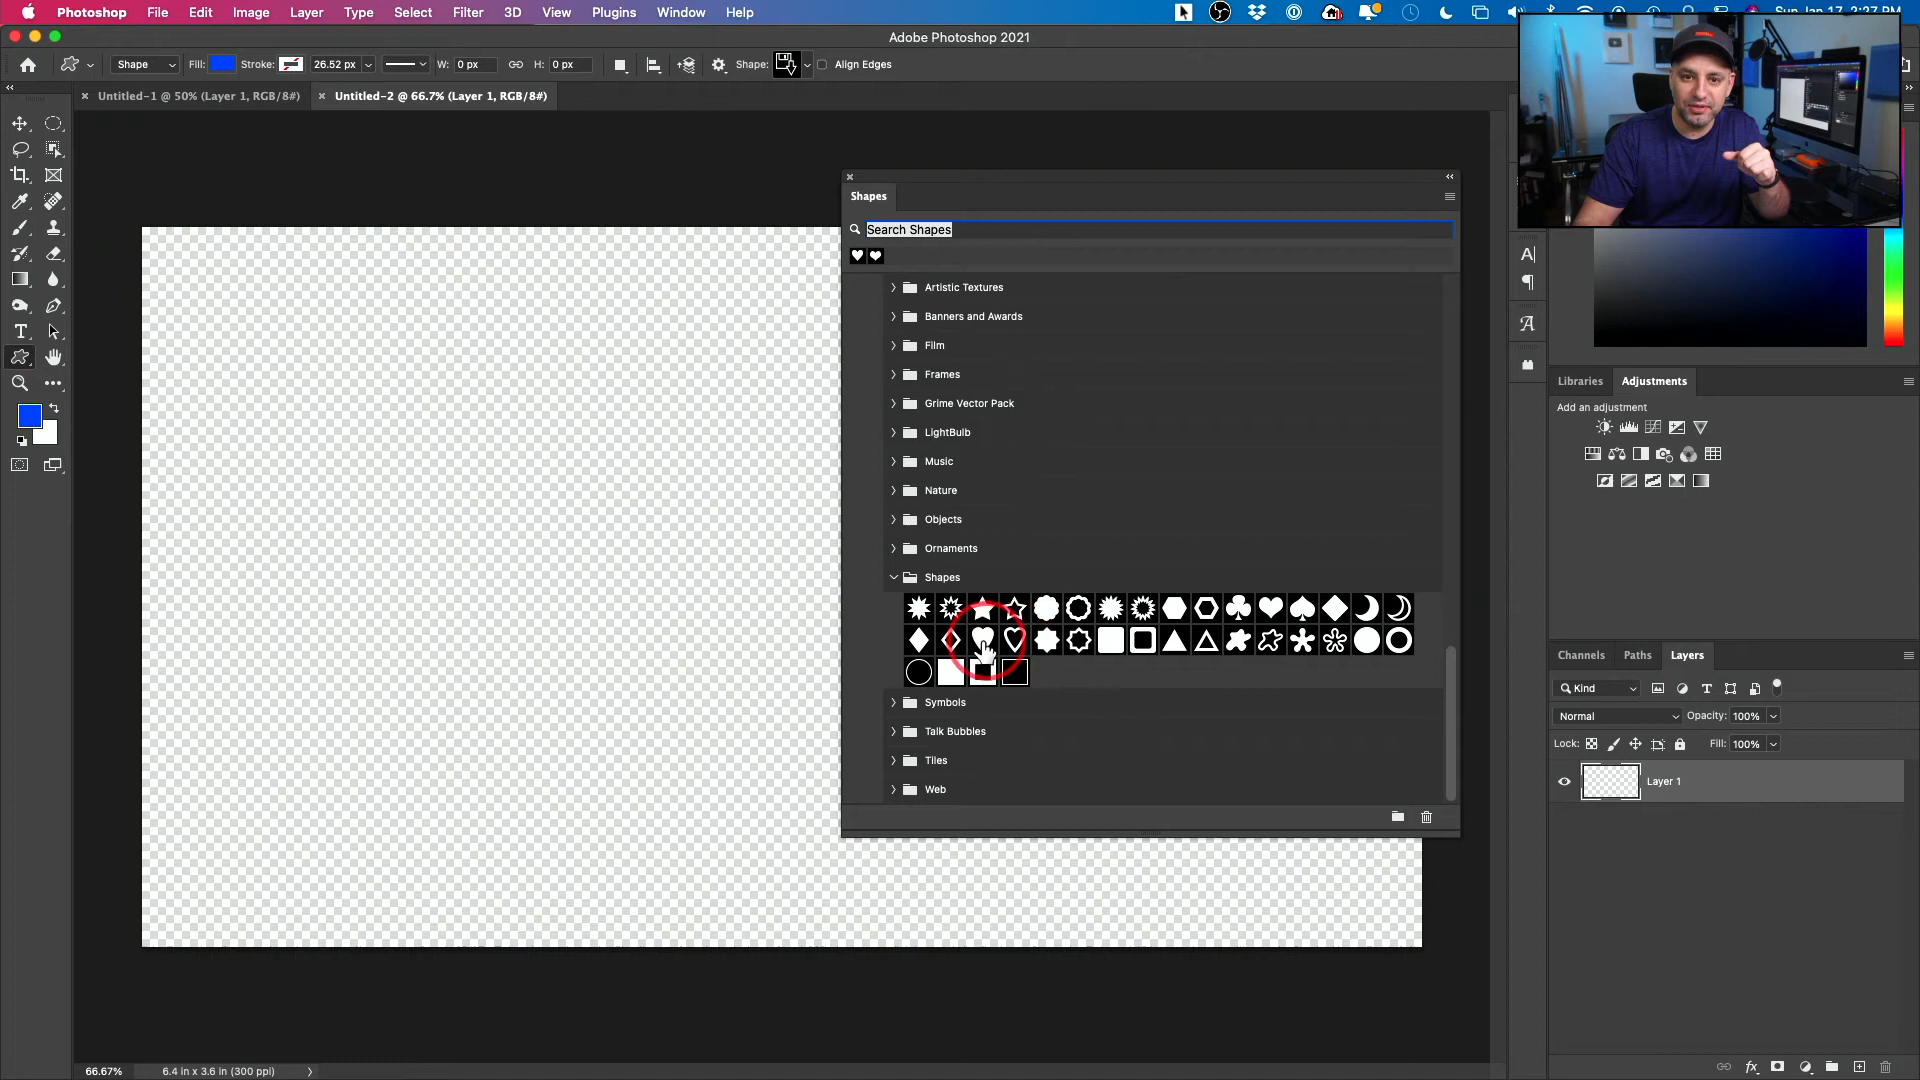 Photoshop File Edit Image Layer Type Select Filter 3D View Plugins Window Help
Adobe Photoshop 2021
Shape Fill: Stroke: 26.52 px W: 0 px H: 0 px Shape: Align Edges
Untitled-1 @ 50% (Layer 1, RGB/8#) Untitled-2 @ 66.7% (Layer 1, RGB/8#)
Shapes
Search Shapes
Artistic Textures
Banners and Awards
Film
Frames
Grime Vector Pack
LightBulb
Music
Nature
Objects
Ornaments
Shapes
Symbols
Talk Bubbles
Tiles
Web
Libraries Adjustments
Add an adjustment
Channels Paths Layers
Kind
Normal Opacity: 100%
Lock: Fill: 100%
Layer 1
66.67% 6.4 in x 3.6 in (300 ppi)